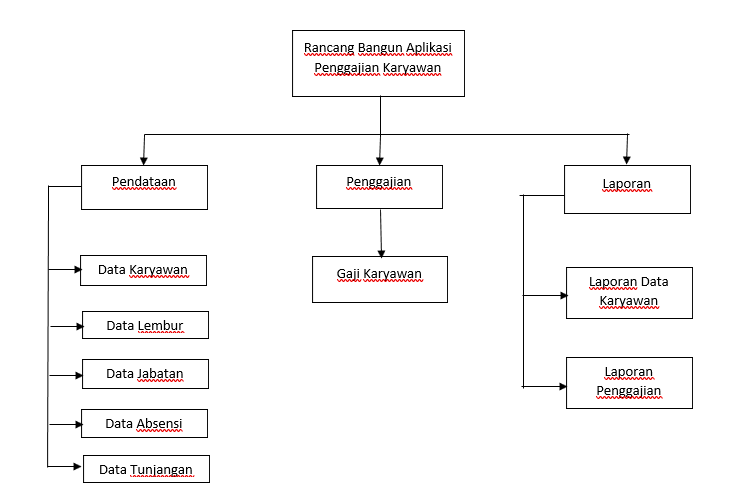 Rancang Bangun Aplikasi
Penggajian Karyawan
Pendataan
Penggajian
Laporan
Data Karyawan
Data Lembur
Data Jabatan
Data Absensi
Data Tunjangan
Gaji Karyawan
Laporan Data
Karyawan
Laporan
Penggajian